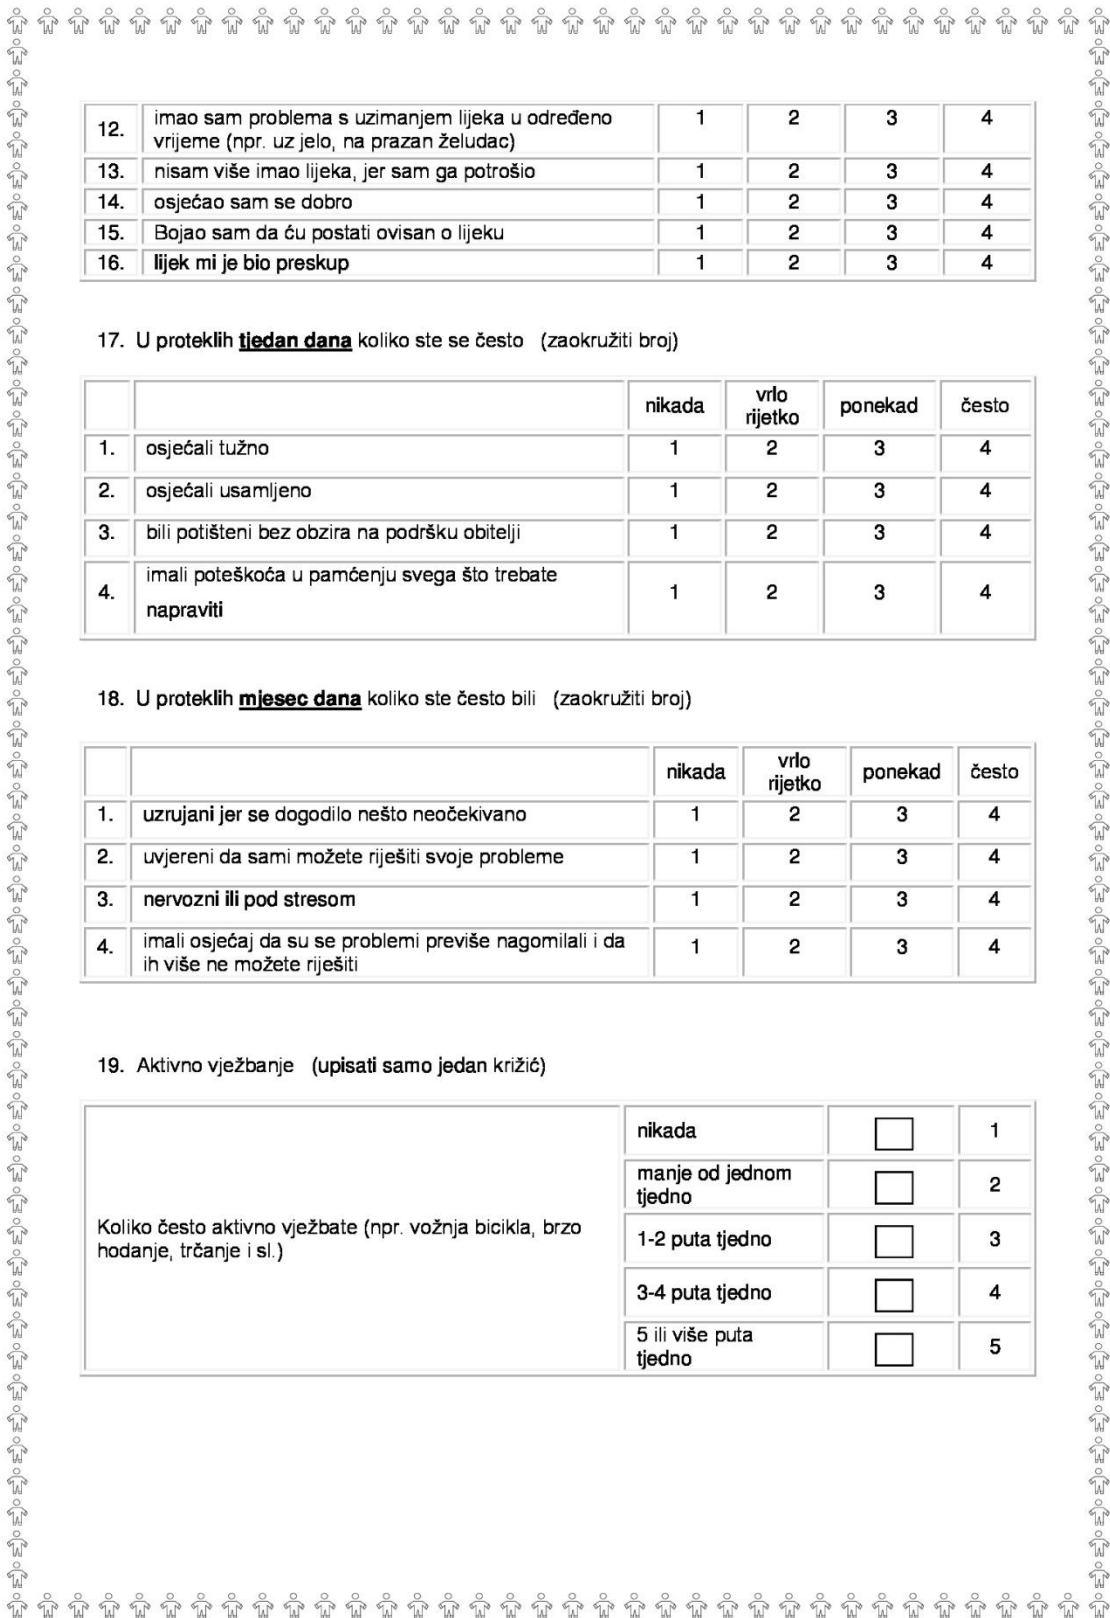 12. imao sam problema s uzimanjem lijeka u određeno 1 2 3 4
vrijeme (npr. uz jelo, na prazan želudac)
13. nisam više imao lijeka, jer sam ga potrošio 1 2 3 4
14. osjećao sam se dobro 1 2 3 4
15. Bojao sam da ću postati ovisan o lijeku 1 2 3 4
16. lijek mi je bio preskup 1 2 3 4
17. U proteklih tjedan dana koliko ste se često (zaokružiti broj)
nikada vrlo rijetko ponekad često
1. osjećali tužno 1 2 3 4
2. osjećali usamljeno 1 2 3 4
3. bili potišteni bez obzira na podršku obitelji 1 2 3 4
4. imali poteškoća u pamćenju svega što trebate 1 2 3 4
napraviti
18. U proteklih mjesec dana koliko ste često bili (zaokružiti broj)
nikada vrlo rijetko ponekad često
1. uzrujani jer se dogodilo nešto neočekivano 1 2 3 4
2. uvjereni da sami možete riješiti svoje probleme 1 2 3 4
3. nervozni ili pod stresom 1 2 3 4
4. imali osjećaj da su se problemi previše nagomilali i da 1 2 3 4
ih više ne možete riješiti
19. Aktivno vježbanje (upisati samo jedan križić)
Koliko često aktivno vježbate (npr. vožnja bicikla, brzo
hodanje, trčanje i sl.)
nikada 1
manje od jednom
tjedno 2
1-2 puta tjedno 3
3-4 puta tjedno 4
5 ili više puta
tjedno 5